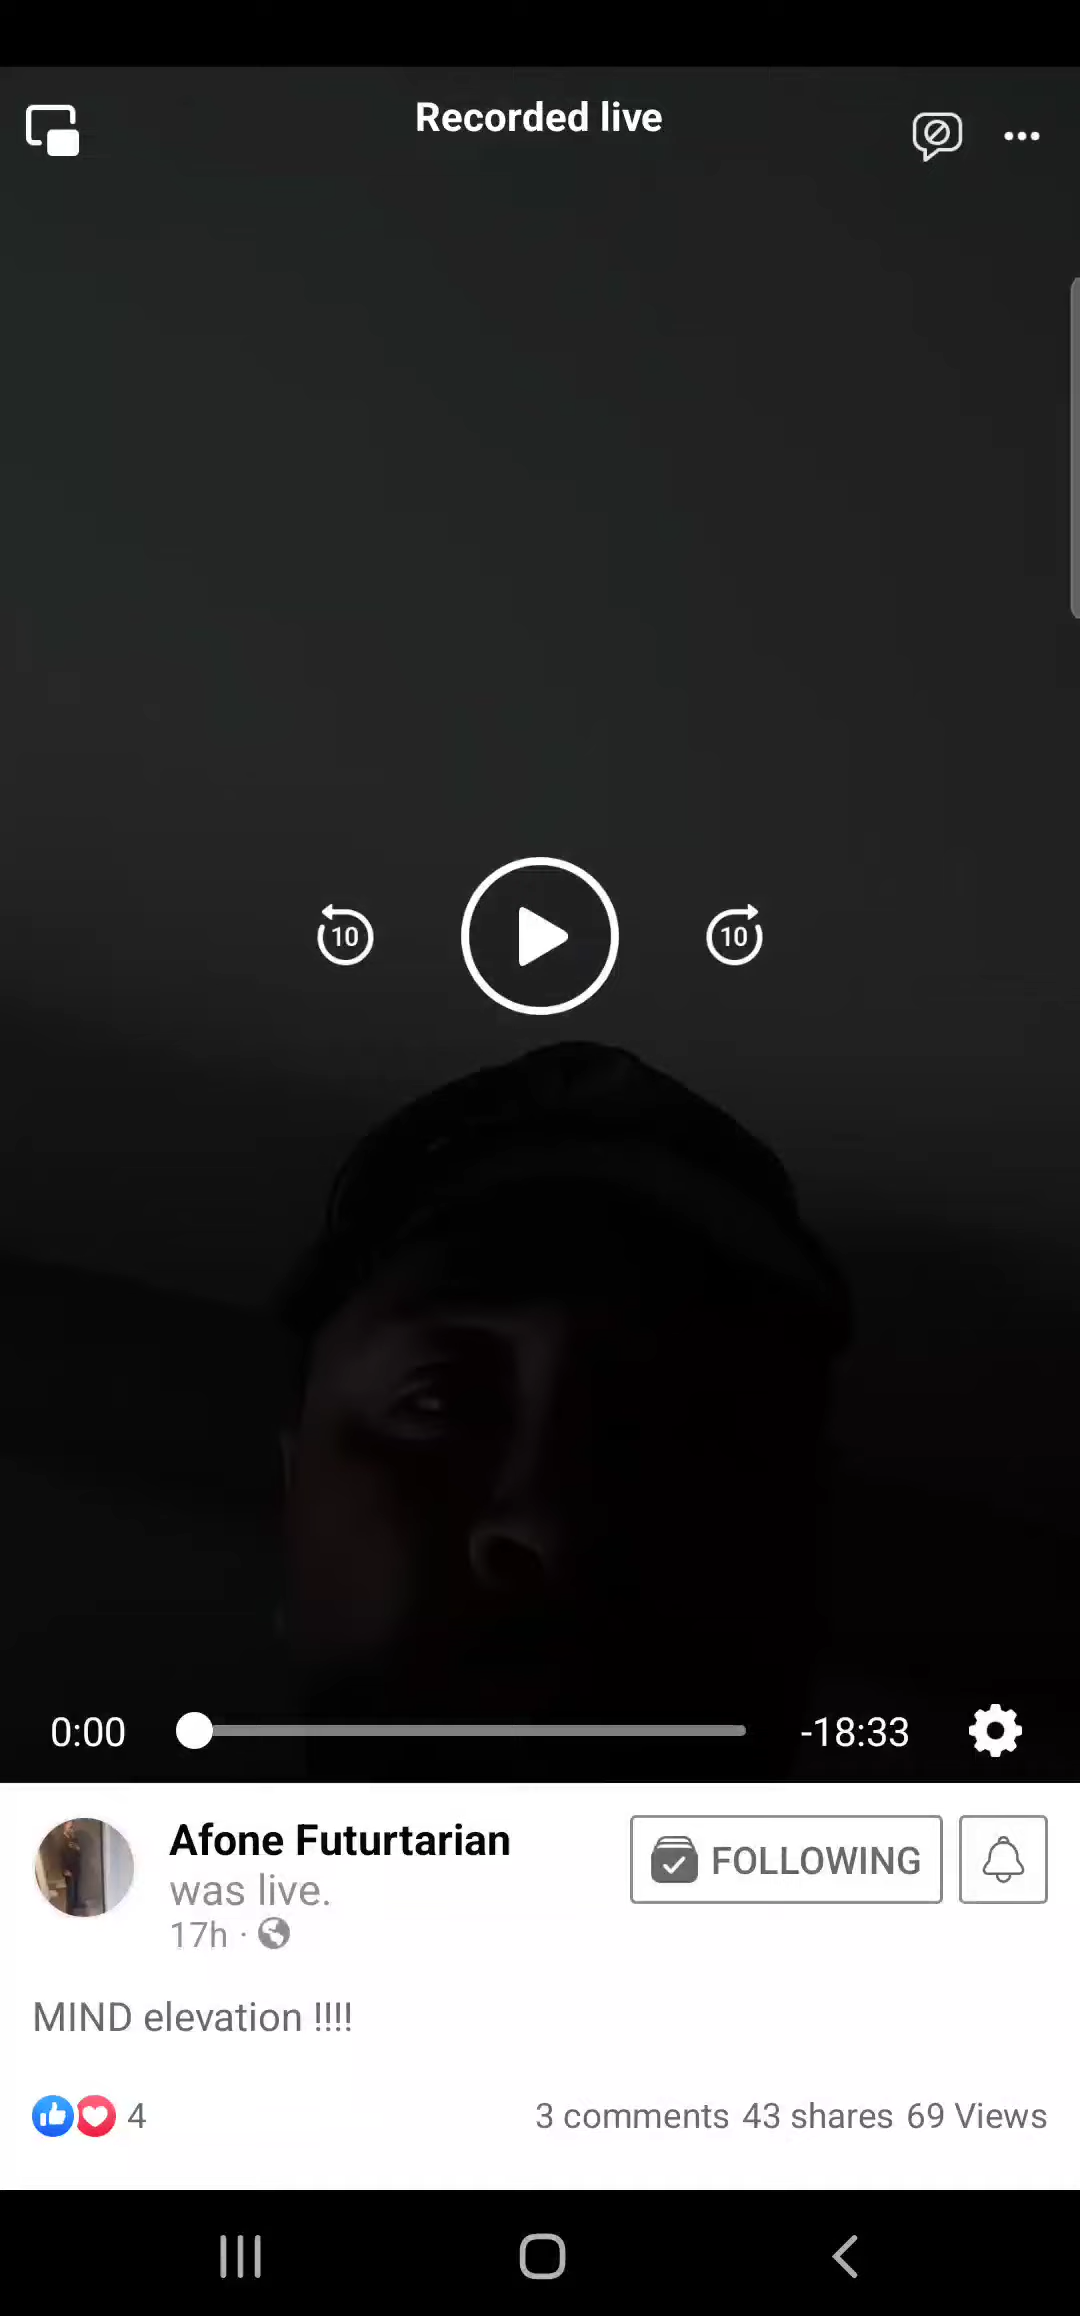 Recorded live
10
10
0:00
-18:33
Afone Futurtarian
FOLLOWING
was live.
17h ·
MIND elevation !!!!
4
3 comments 43 shares 69 Views